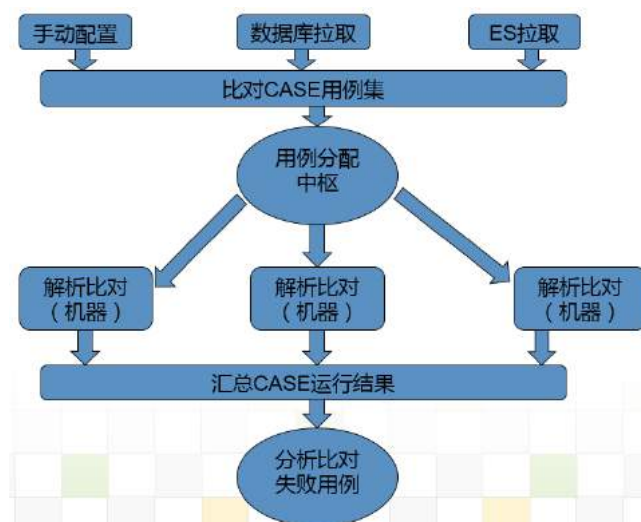 手动配置
数据库拉取
ES拉取
比对CASE用例集
用例分配
中枢
解析比对
（机器）
解析比对
（机器）
解析比对
（机器）
汇总CASE运行结果
分析比对
失败用例